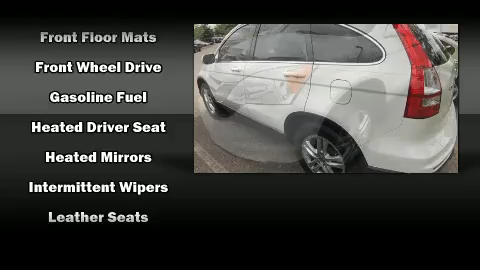 Front Floor Mats
Front Wheel Drive
Gasoline Fuel
Heated Driver Seat
Heated Mirrors
Intermittent Wipers
Leather Seats